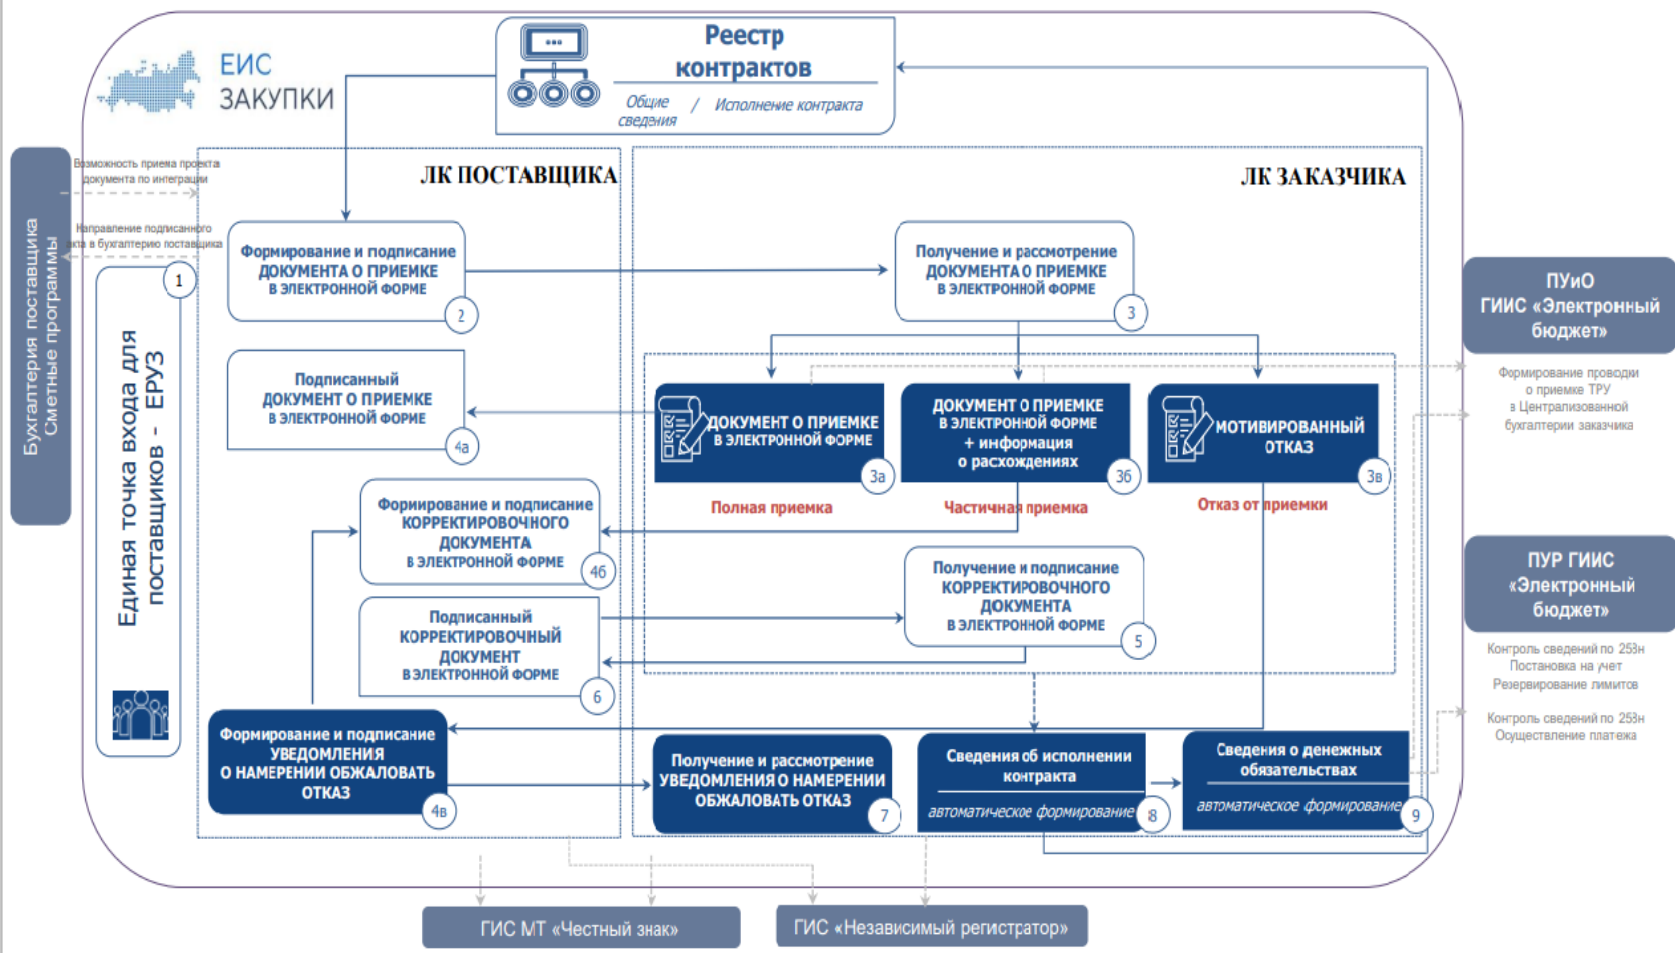 ЕИС
ЗАКУПКИ
Реестр
контрактов
Общие
сведения
/
Исполнение контракта
Бухгалтерия поставщика
Сметные программы
Возможность приема проекта
документа по интеграции
Направление подписанного
акта в бухгалтерию поставщика
Единая точка входа для
поставщиков - ЕРУЗ
1
ЛК ПОСТАВЩИКА
ЛК ЗАКАЗЧИКА
Формирование и подписание
ДОКУМЕНТА О ПРИЕМКЕ
В ЭЛЕКТРОННОЙ ФОРМЕ
2
Получение и рассмотрение
ДОКУМЕНТА О ПРИЕМКЕ
В ЭЛЕКТРОННОЙ ФОРМЕ
3
Подписанный
ДОКУМЕНТ О ПРИЕМКЕ
В ЭЛЕКТРОННОЙ ФОРМЕ
4а
ДОКУМЕНТ О ПРИЕМКЕ
В ЭЛЕКТРОННОЙ ФОРМЕ
3а
Полная приемка
ДОКУМЕНТ О ПРИЕМКЕ
В ЭЛЕКТРОННОЙ ФОРМЕ
+ информация
о расхождениях
3б
Частичная приемка
МОТИВИРОВАННЫЙ
ОТКАЗ
3в
Отказ от приемки
Формирование и подписание
КОРРЕКТИРОВОЧНОГО
ДОКУМЕНТА
В ЭЛЕКТРОННОЙ ФОРМЕ
4б
Получение и подписание
КОРРЕКТИРОВОЧНОГО
ДОКУМЕНТА
В ЭЛЕКТРОННОЙ ФОРМЕ
5
Подписанный
КОРРЕКТИРОВОЧНЫЙ
ДОКУМЕНТ
В ЭЛЕКТРОННОЙ ФОРМЕ
6
Формирование и подписание
УВЕДОМЛЕНИЯ
О НАМЕРЕНИИ ОБЖАЛОВАТЬ
ОТКАЗ
4в
Получение и рассмотрение
УВЕДОМЛЕНИЯ О НАМЕРЕНИИ
ОБЖАЛОВАТЬ ОТКАЗ
7
Сведения об исполнении
контракта
автоматическое формирование
8
Сведения о денежных
обязательствах
автоматическое формирование
9
ПУиО
ГИИС «Электронный
бюджет»
Формирование проводки
о приемке ТРУ
в Централизованной
бухгалтерии заказчика
ПУР ГИИС
«Электронный
бюджет»
Контроль сведений по 258н
Постановка на учет
Резервирование лимитов
Контроль сведений по 258н
Осуществление платежа
ГИС МТ «Честный знак»
ГИС «Независимый регистратор»